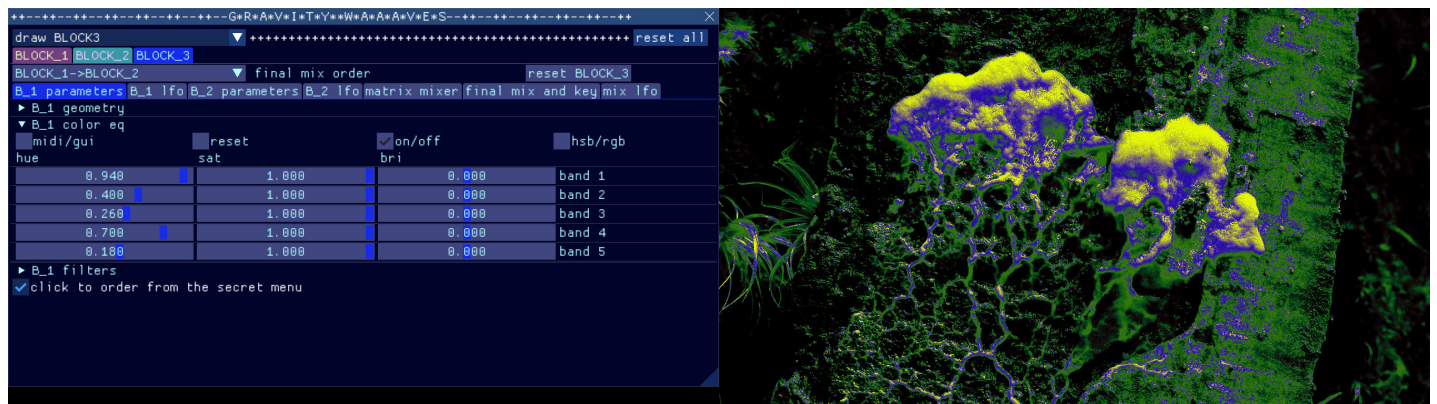 ++--++--++--++--++--++--++--G*R*A*V*I*T*Y**W*A*A*A*V*E*S--++--++--++--++--++--++
draw BLOCK3 ++++++++++++++++++++++++++++++++++++++++++++++++ reset all
BLOCK_1 BLOCK_2 BLOCK_3
BLOCK_1->BLOCK_2 final mix order reset BLOCK_3
B_1 parameters B_1 lfo B_2 parameters B_2 lfo matrix mixer final mix and key mix lfo
B_1 geometry
B_1 color eq
midi/gui reset on/off hsb/rgb
hue sat bri
0.940 1.000 0.000 band 1
0.400 1.000 0.000 band 2
0.260 1.000 0.000 band 3
0.700 1.000 0.000 band 4
0.180 1.000 0.000 band 5
B_1 filters
click to order from the secret menu